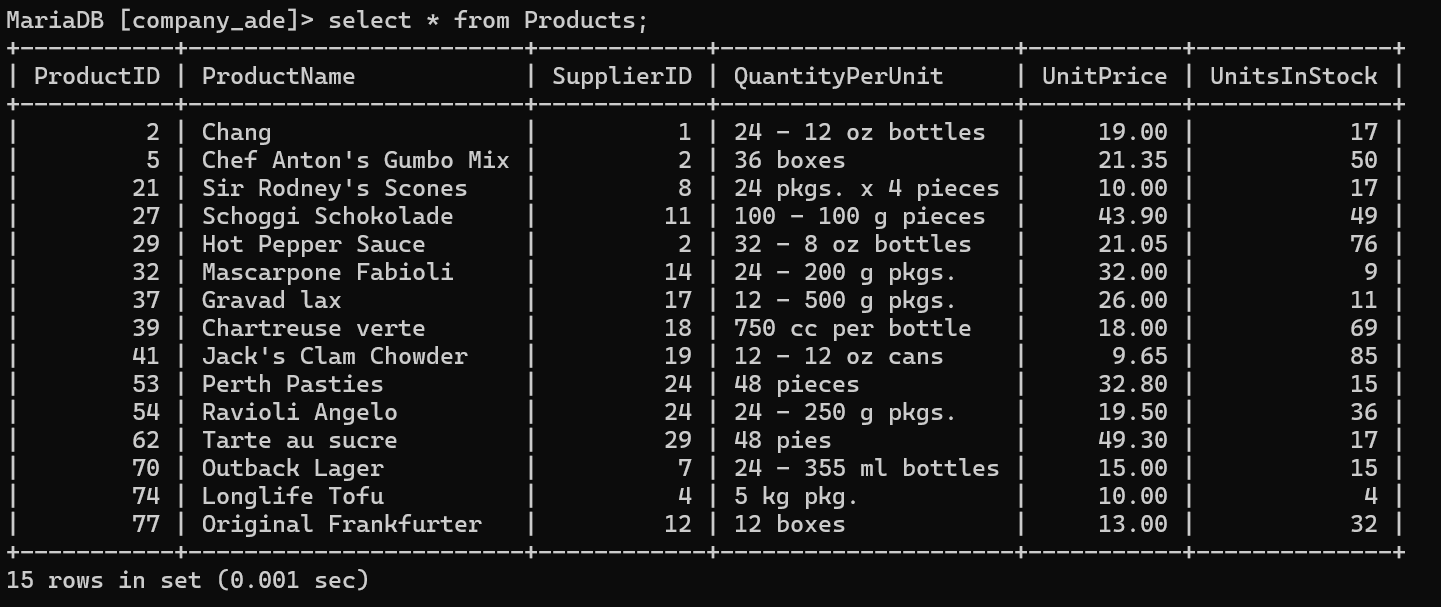 MariaDB [company_ade]> select * from Products;
+-----------+------------------------+------------+---------------------+-----------+--------------+
| ProductID | ProductName            | SupplierID | QuantityPerUnit     | UnitPrice | UnitsInStock |
+-----------+------------------------+------------+---------------------+-----------+--------------+
|         2 | Chang                  |          1 | 24 - 12 oz bottles  |     19.00 |           17 |
|         5 | Chef Anton's Gumbo Mix |          2 | 36 boxes            |     21.35 |           50 |
|        21 | Sir Rodney's Scones    |          8 | 24 pkgs. x 4 pieces |     10.00 |           17 |
|        27 | Schoggi Schokolade     |         11 | 100 - 100 g pieces  |     43.90 |           49 |
|        29 | Hot Pepper Sauce       |          2 | 32 - 8 oz bottles   |     21.05 |           76 |
|        32 | Mascarpone Fabioli     |         14 | 24 - 200 g pkgs.    |     32.00 |            9 |
|        37 | Gravad lax             |         17 | 12 - 500 g pkgs.    |     26.00 |           11 |
|        39 | Chartreuse verte       |         18 | 750 cc per bottle   |     18.00 |           69 |
|        41 | Jack's Clam Chowder    |         19 | 12 - 12 oz cans     |      9.65 |           85 |
|        53 | Perth Pasties          |         24 | 48 pieces           |     32.80 |           15 |
|        54 | Ravioli Angelo         |         24 | 24 - 250 g pkgs.    |     19.50 |           36 |
|        62 | Tarte au sucre         |         29 | 48 pies             |     49.30 |           17 |
|        70 | Outback Lager          |          7 | 24 - 355 ml bottles |     15.00 |           15 |
|        74 | Longlife Tofu          |          4 | 5 kg pkg.           |     10.00 |            4 |
|        77 | Original Frankfurter   |         12 | 12 boxes            |     13.00 |           32 |
+-----------+------------------------+------------+---------------------+-----------+--------------+
15 rows in set (0.001 sec)